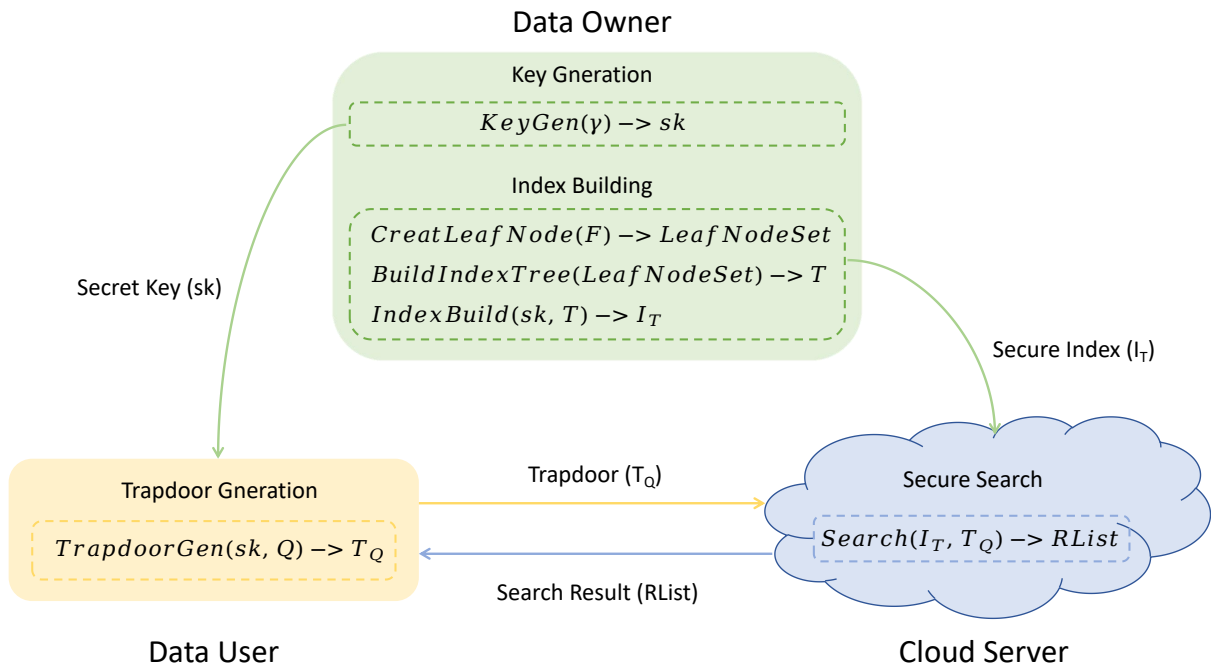 Data Owner
Key Gneration
KeyGen(γ) −> sk
Index Building
CreatLeafNode(F) −> LeafNodeSet
BuildIndexTree(LeafNodeSet) −> T
IndexBuild(sk, T) −> I_T
Secret Key (sk)
Secure Index (I_T)
Trapdoor Gneration
TrapdoorGen(sk, Q) −> T_Q
Trapdoor (T_Q)
Search Result (RList)
Secure Search
Search(I_T, T_Q) −> RList
Data User
Cloud Server